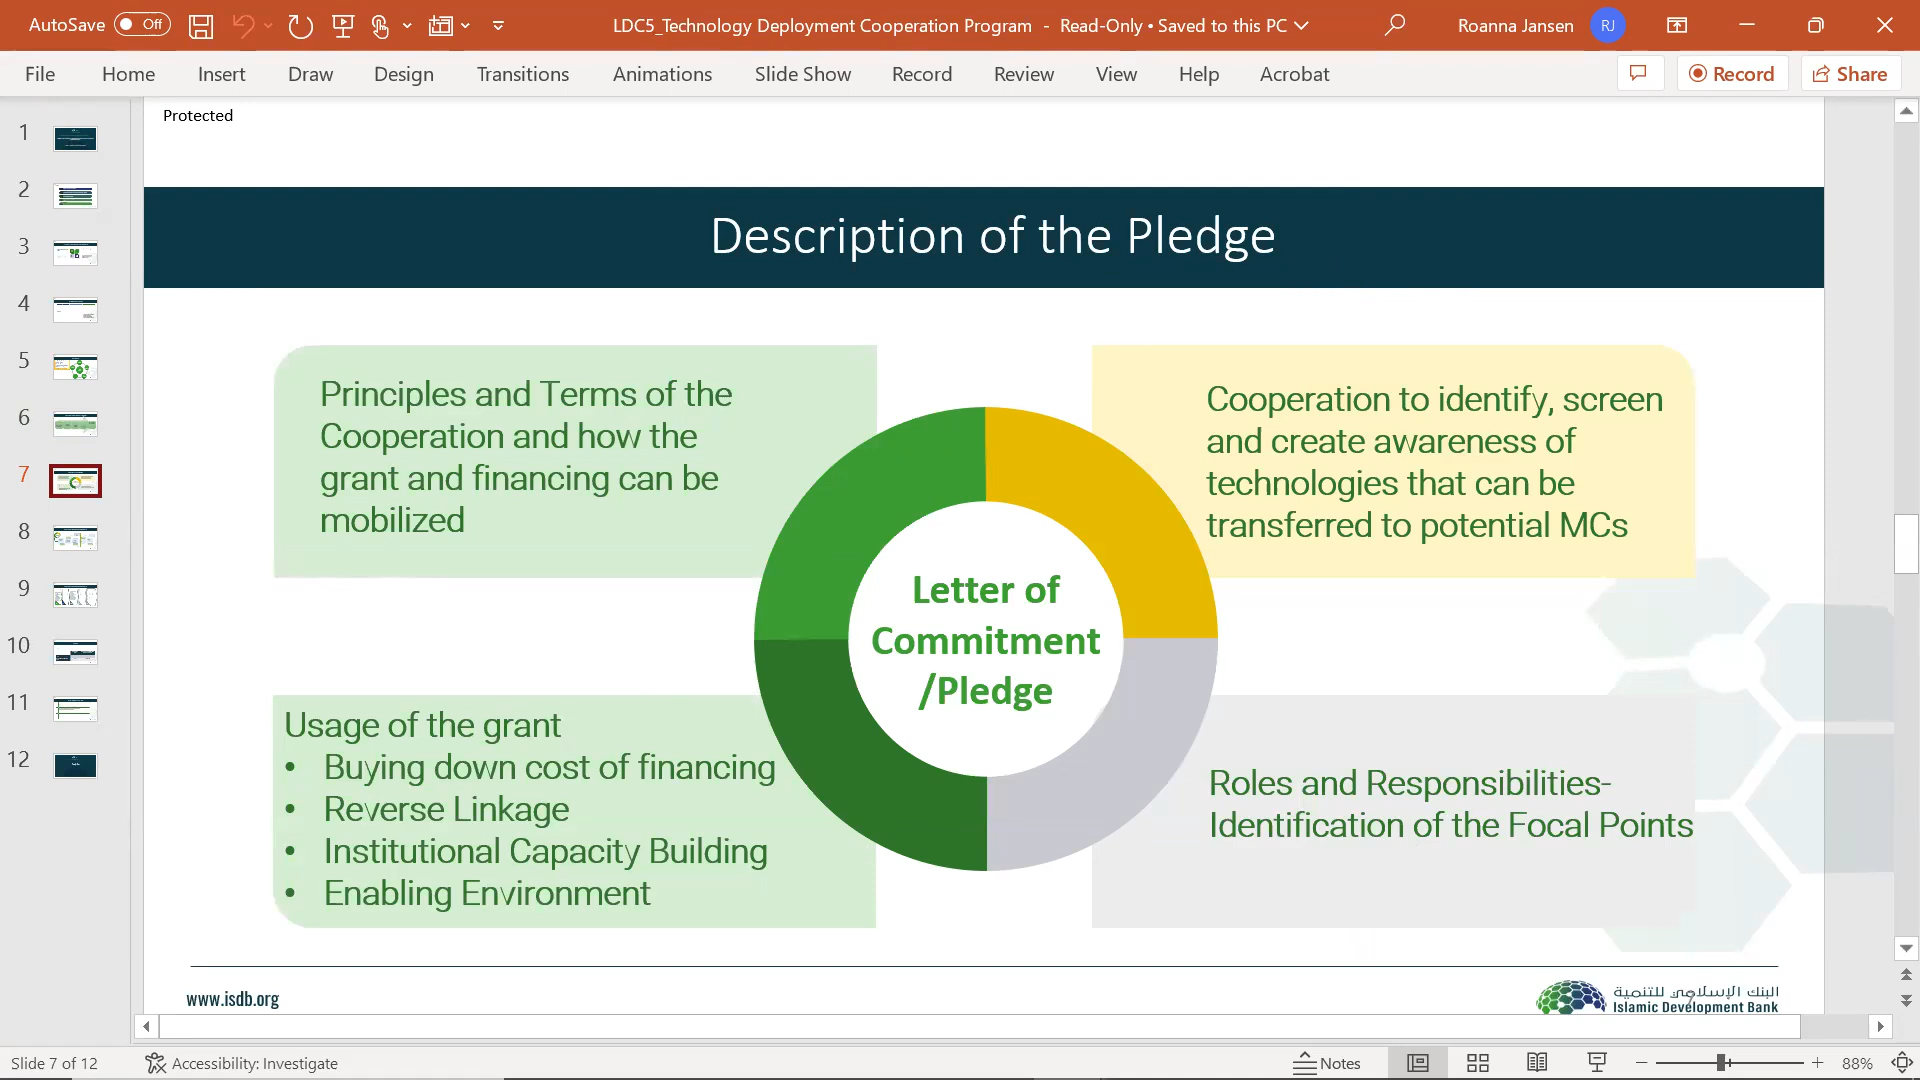 AutoSave Off LDC5_Technology Deployment Cooperation Program - Read-Only • Saved to this PC Roanna Jansen RJ
File Home Insert Draw Design Transitions Animations Slide Show Record Review View Help Acrobat Record Share
Protected
1
2
3
4
5
6
7
8
9
10
11
12
Description of the Pledge
Principles and Terms of the
Cooperation and how the
grant and financing can be
mobilized
Cooperation to identify, screen
and create awareness of
technologies that can be
transferred to potential MCs
Letter of
Commitment
/Pledge
Usage of the grant
• Buying down cost of financing
• Reverse Linkage
• Institutional Capacity Building
• Enabling Environment
Roles and Responsibilities-
Identification of the Focal Points
www.isdb.org
البنك الإسلامي للتنمية
7
Islamic Development Bank
Slide 7 of 12 Accessibility: Investigate Notes 88%